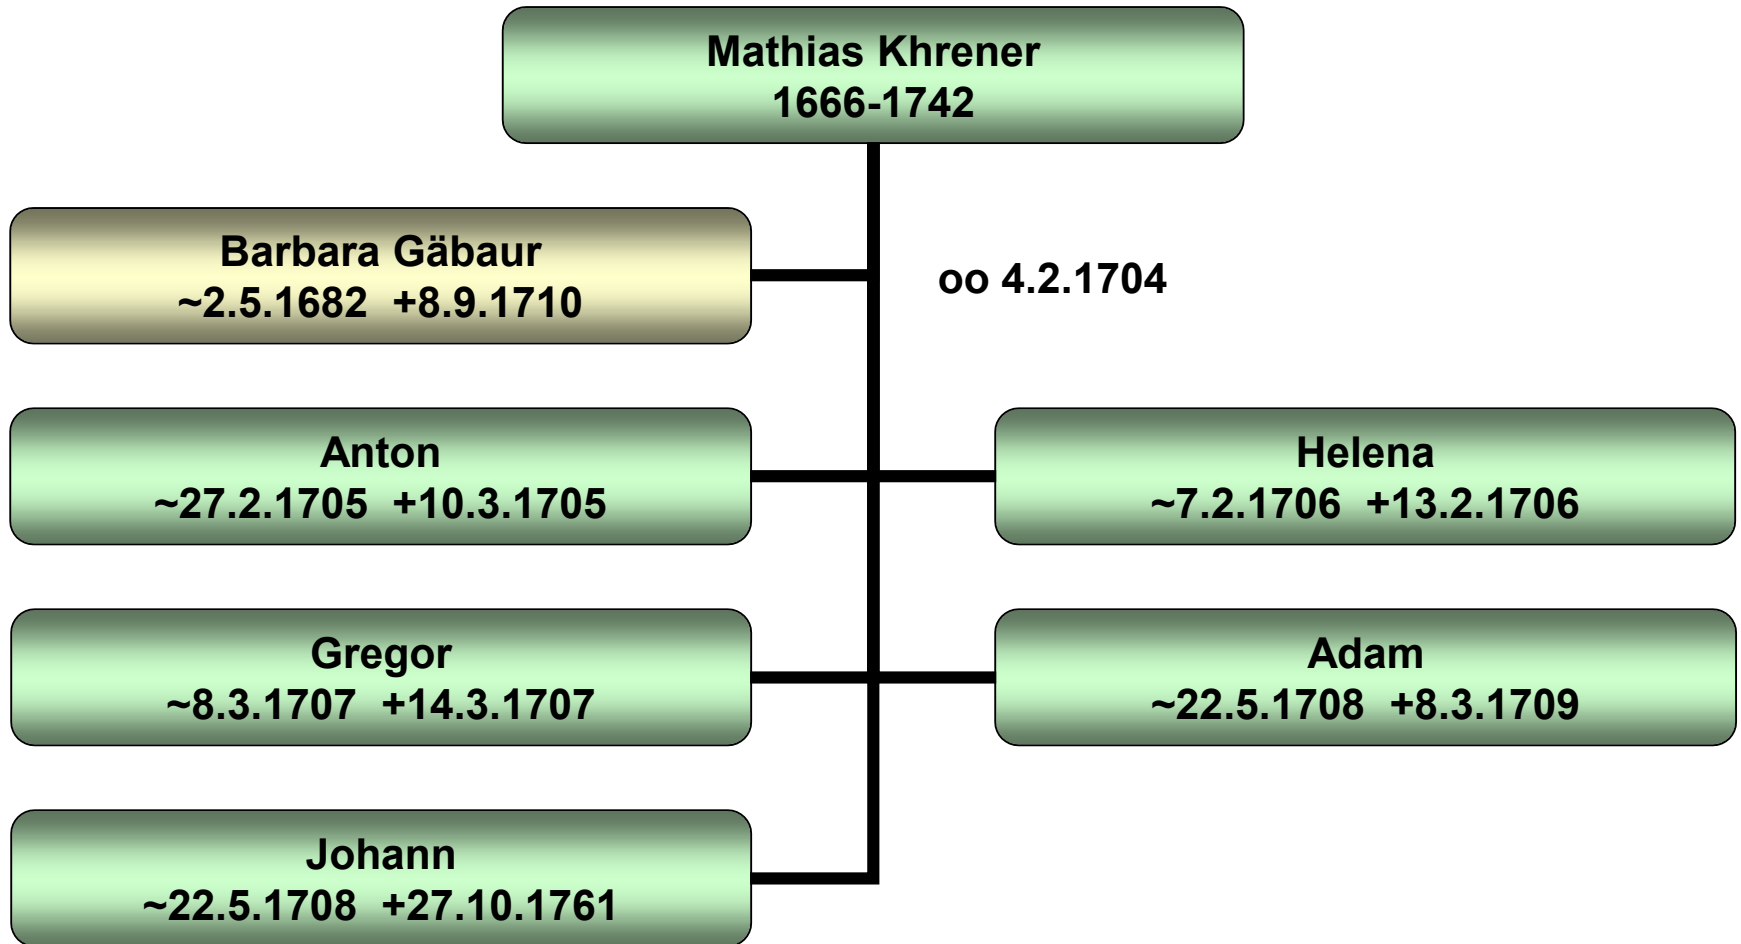 Mathias Khrener
1666-1742
Barbara Gäbaur
~2.5.1682 +8.9.1710
oo 4.2.1704
Anton
~27.2.1705 +10.3.1705
Helena
~7.2.1706 +13.2.1706
Gregor
~8.3.1707 +14.3.1707
Adam
~22.5.1708 +8.3.1709
Johann
~22.5.1708 +27.10.1761